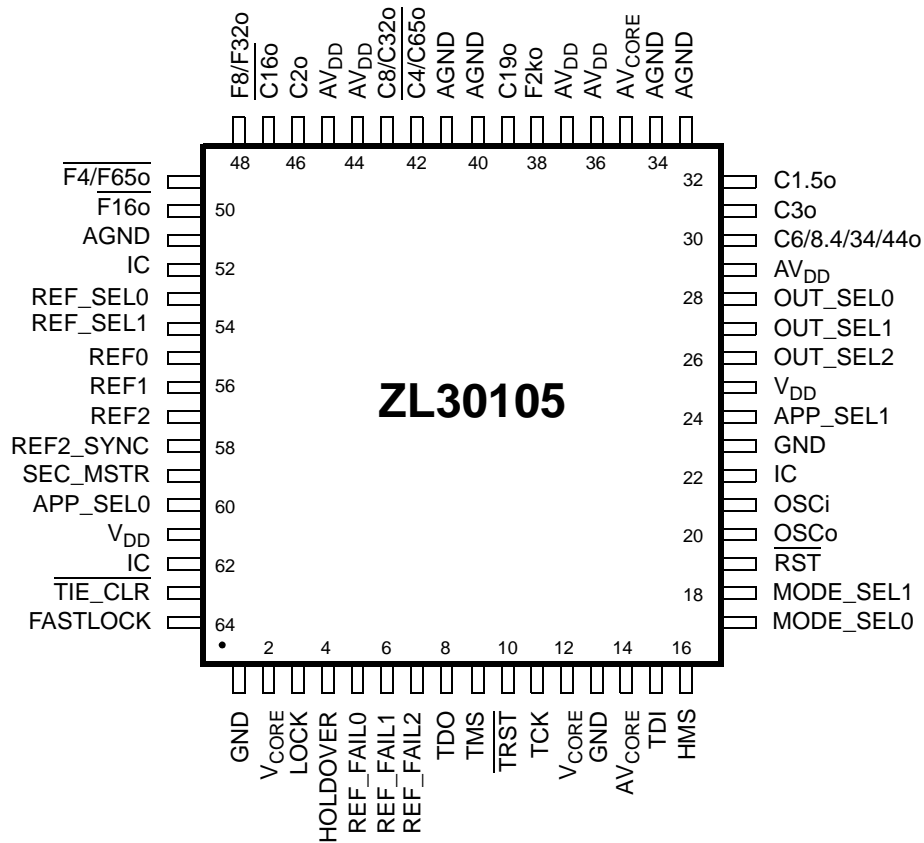 F8/F32o
C16o
C2o
AVDD
AVDD
C8/C32o
C4/C65o
AGND
AGND
C19o
F2ko
AVDD
AVDD
AVCORE
AGND
AGND
48 46 44 42 40 38 36 34
F4/F65o
F16o
AGND
IC
REF_SEL0
REF_SEL1
REF0
REF1
REF2
REF2_SYNC
SEC_MSTR
APP_SEL0
VDD
IC
TIE_CLR
FASTLOCK
50
52
54
56
58
60
62
64
ZL30105
32
30
28
26
24
22
20
18
C1.5o
C3o
C6/8.4/34/44o
AVDD
OUT_SEL0
OUT_SEL1
OUT_SEL2
VDD
APP_SEL1
GND
IC
OSCi
OSCo
RST
MODE_SEL1
MODE_SEL0
2 4 6 8 10 12 14 16
GND
VCORE
LOCK
HOLDOVER
REF_FAIL0
REF_FAIL1
REF_FAIL2
TDO
TMS
TRST
TCK
VCORE
GND
AVCORE
TDI
HMS